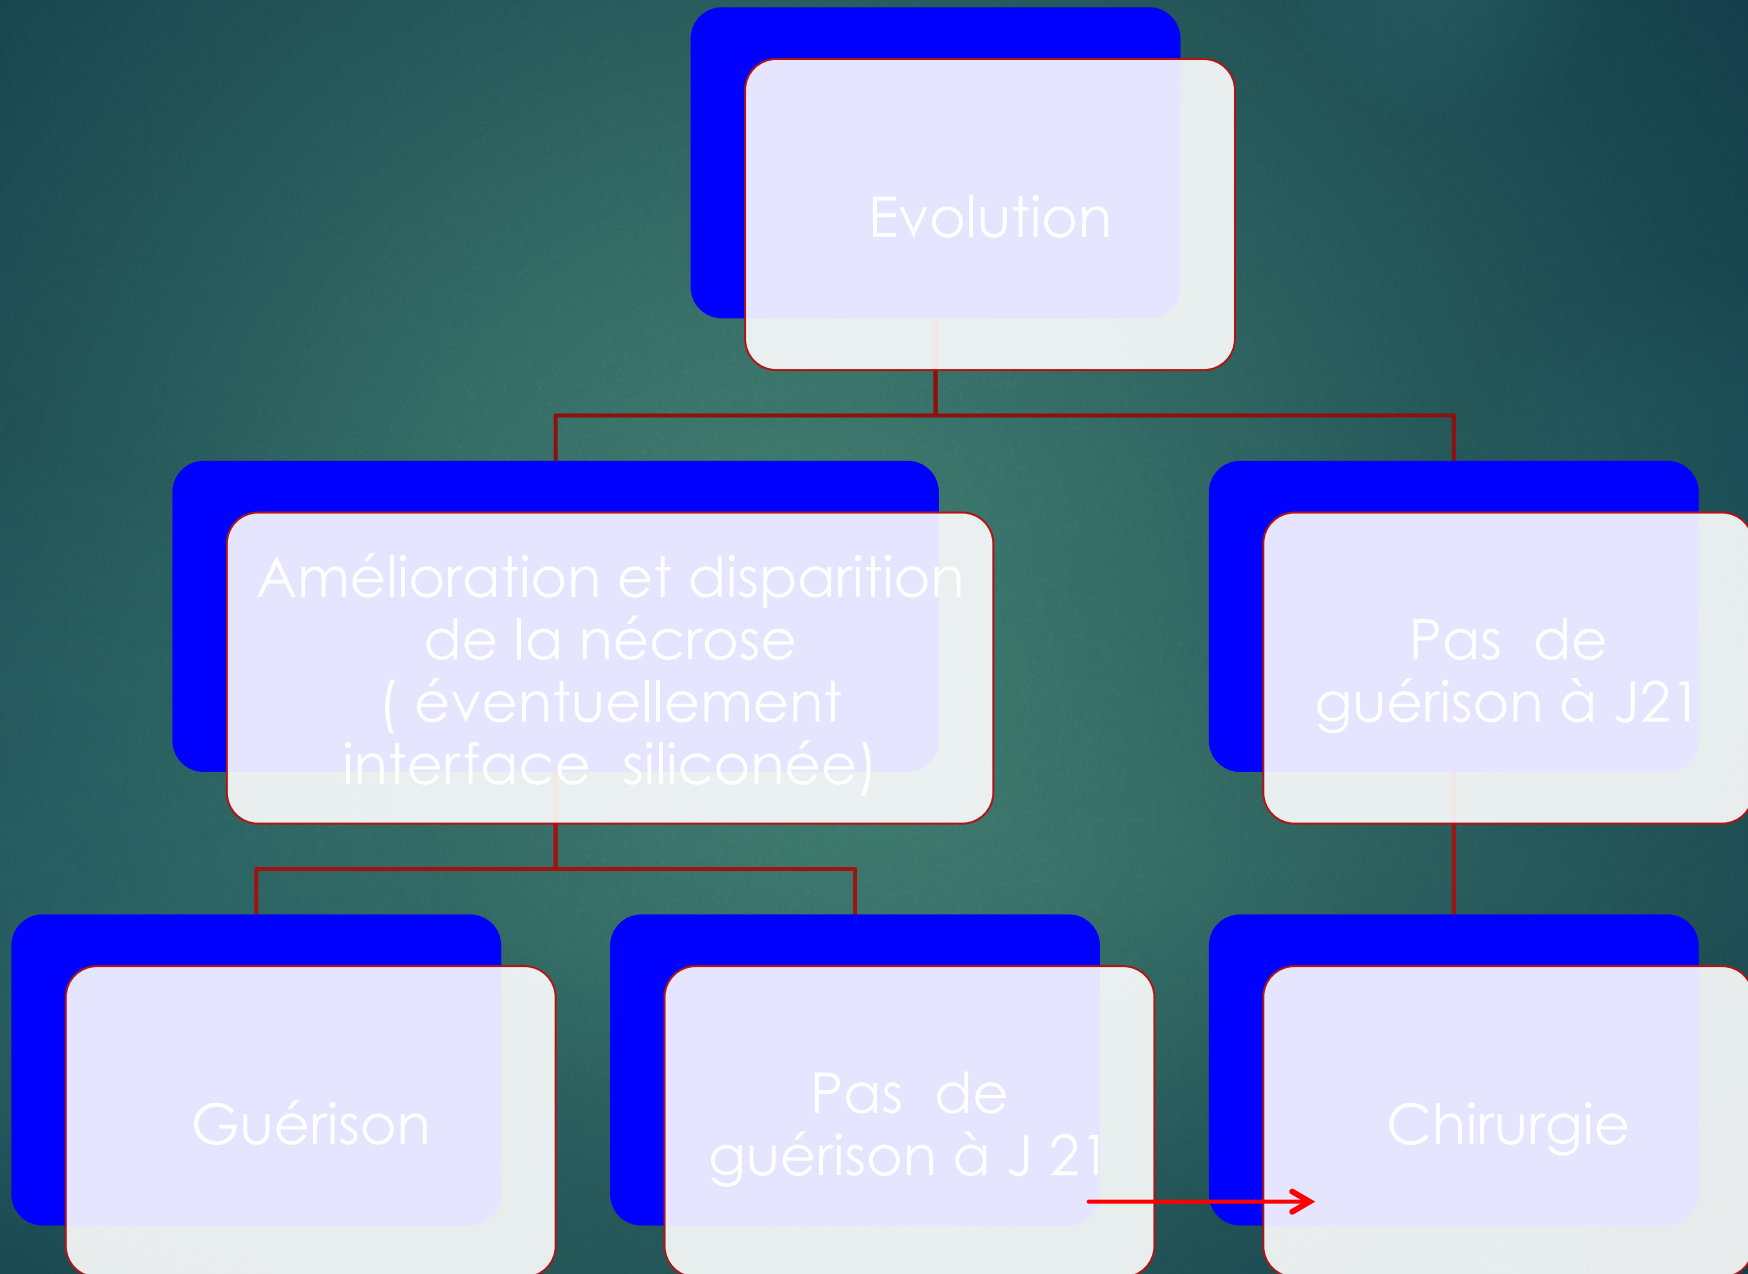 Evolution
Amélioration et disparition
de la nécrose
( éventuellement
interface siliconée)
Pas de
guérison à J21
Guérison
Pas de
guérison à J 21
Chirurgie